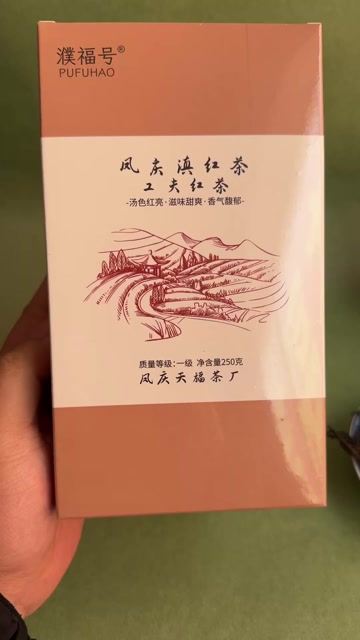 濮福号®
PUFUHAO
凤庆滇红茶
工夫红茶
-汤色红亮·滋味甜爽·香气馥郁-
质量等级:一级 净含量250克
凤庆天福茶厂